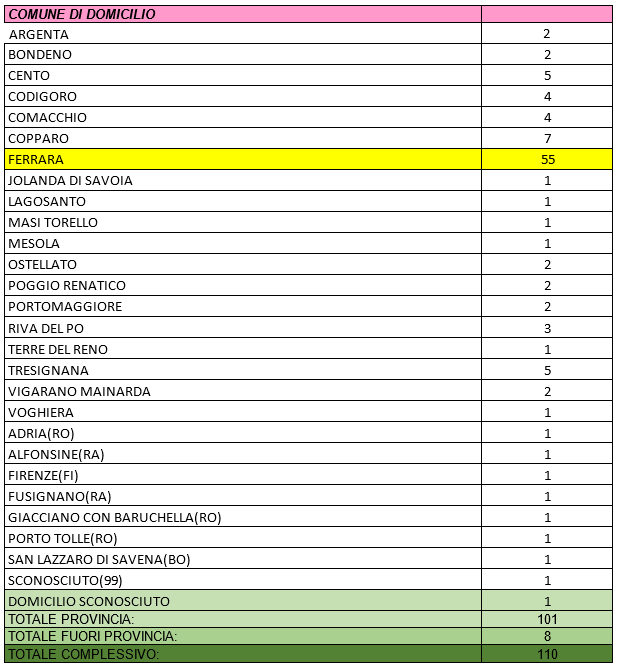 COMUNE DI DOMICILIO
ARGENTA 2
BONDENO 2
CENTO 5
CODIGORO 4
COMACCHIO 4
COPPARO 7
FERRARA 55
JOLANDA DI SAVOIA 1
LAGOSANTO 1
MASI TORELLO 1
MESOLA 1
OSTELLATO 2
POGGIO RENATICO 2
PORTOMAGGIORE 2
RIVA DEL PO 3
TERRE DEL RENO 1
TRESIGNANA 5
VIGARANO MAINARDA 2
VOGHIERA 1
ADRIA(RO) 1
ALFONSINE(RA) 1
FIRENZE(FI) 1
FUSIGNANO(RA) 1
GIACCIANO CON BARUCHELLA(RO) 1
PORTO TOLLE(RO) 1
SAN LAZZARO DI SAVENA(BO) 1
SCONOSCIUTO(99) 1
DOMICILIO SCONOSCIUTO 1
TOTALE PROVINCIA: 101
TOTALE FUORI PROVINCIA: 8
TOTALE COMPLESSIVO: 110